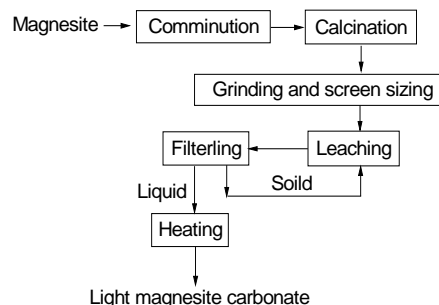 Magnesite
Comminution
Calcination
Grinding and screen sizing
Filterling
Leaching
Liquid
Soild
Heating
Light magnesite carbonate